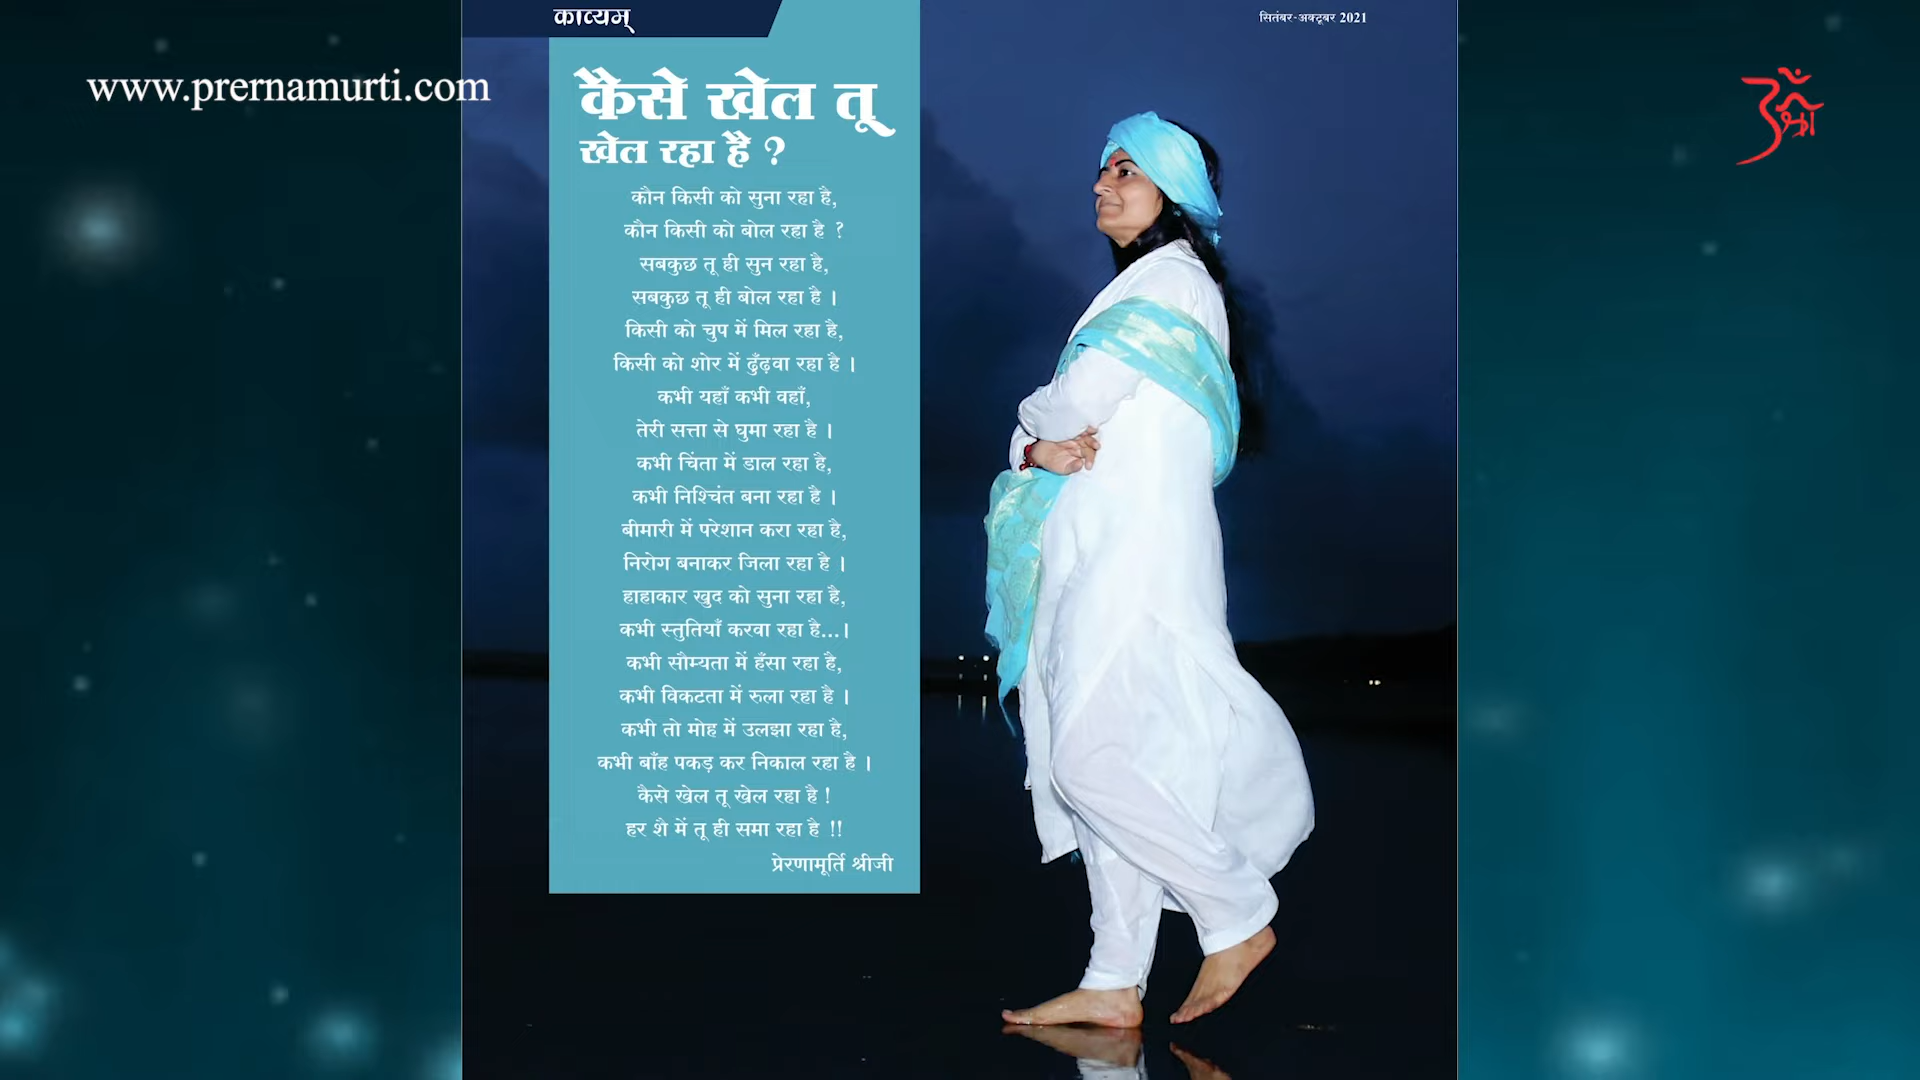 काव्यम्
सितंबर-अक्टूबर 2021
www.prernamurti.com
कैसे खेल तू
खेल रहा है ?
कौन किसी को सुना रहा है,
कौन किसी को बोल रहा है ?
सबकुछ तू ही सुन रहा है,
सबकुछ तू ही बोल रहा है ।
किसी को चुप में मिल रहा है,
किसी को शोर में ढुँढ़वा रहा है ।
कभी यहाँ कभी वहाँ,
तेरी सत्ता से घुमा रहा है ।
कभी चिंता में डाल रहा है,
कभी निश्चिंत बना रहा है ।
बीमारी में परेशान करा रहा है,
निरोग बनाकर जिला रहा है ।
हाहाकार खुद को सुना रहा है,
कभी स्तुतियाँ करवा रहा है...।
कभी सौम्यता में हँसा रहा है,
कभी विकटता में रुला रहा है ।
कभी तो मोह में उलझा रहा है,
कभी बाँह पकड़ कर निकाल रहा है ।
कैसे खेल तू खेल रहा है !
हर शै में तू ही समा रहा है !!
प्रेरणामूर्ति श्रीजी